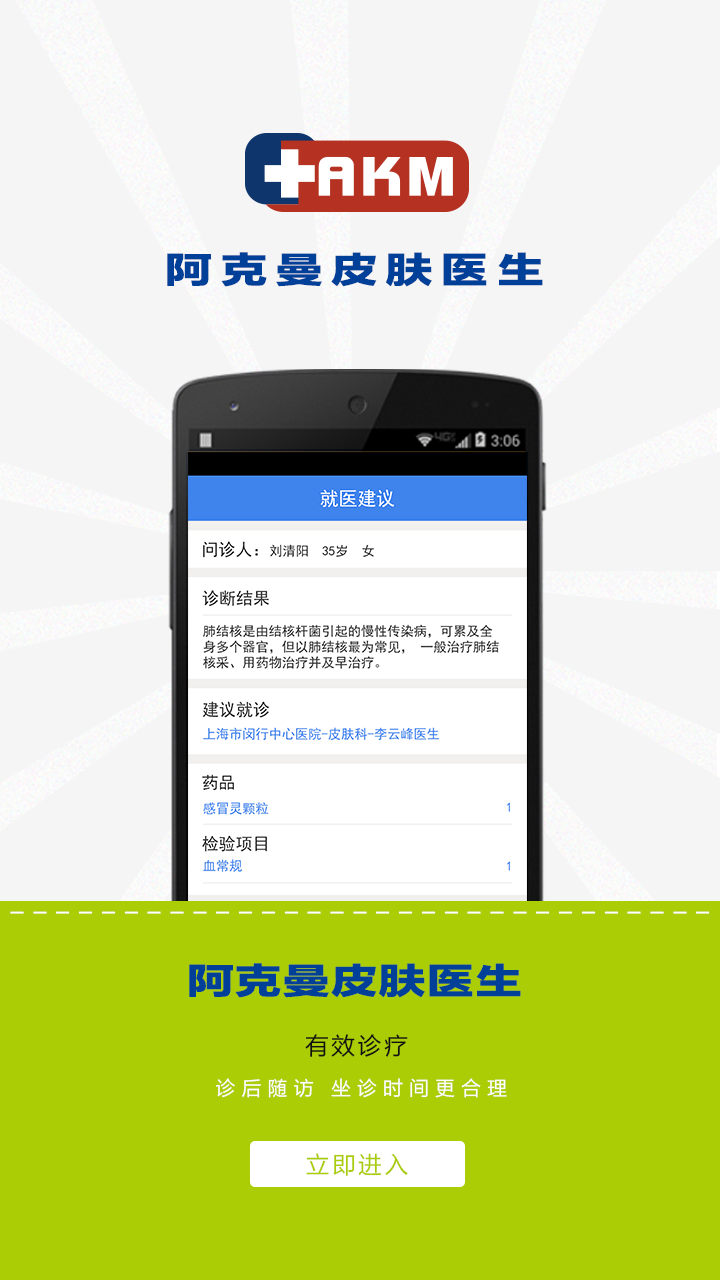 AKM
阿克曼皮肤医生
4G 3:06
就医建议
问诊人：刘清阳 35岁 女
诊断结果
肺结核是由结核杆菌引起的慢性传染病，可累及全
身多个器官，但以肺结核最为常见， 一般治疗肺结
核采、用药物治疗并及早治疗。
建议就诊
上海市闵行中心医院-皮肤科-李云峰医生
药品
感冒灵颗粒 1
检验项目
血常规 1
阿克曼皮肤医生
有效诊疗
诊后随访 坐诊时间更合理
立即进入